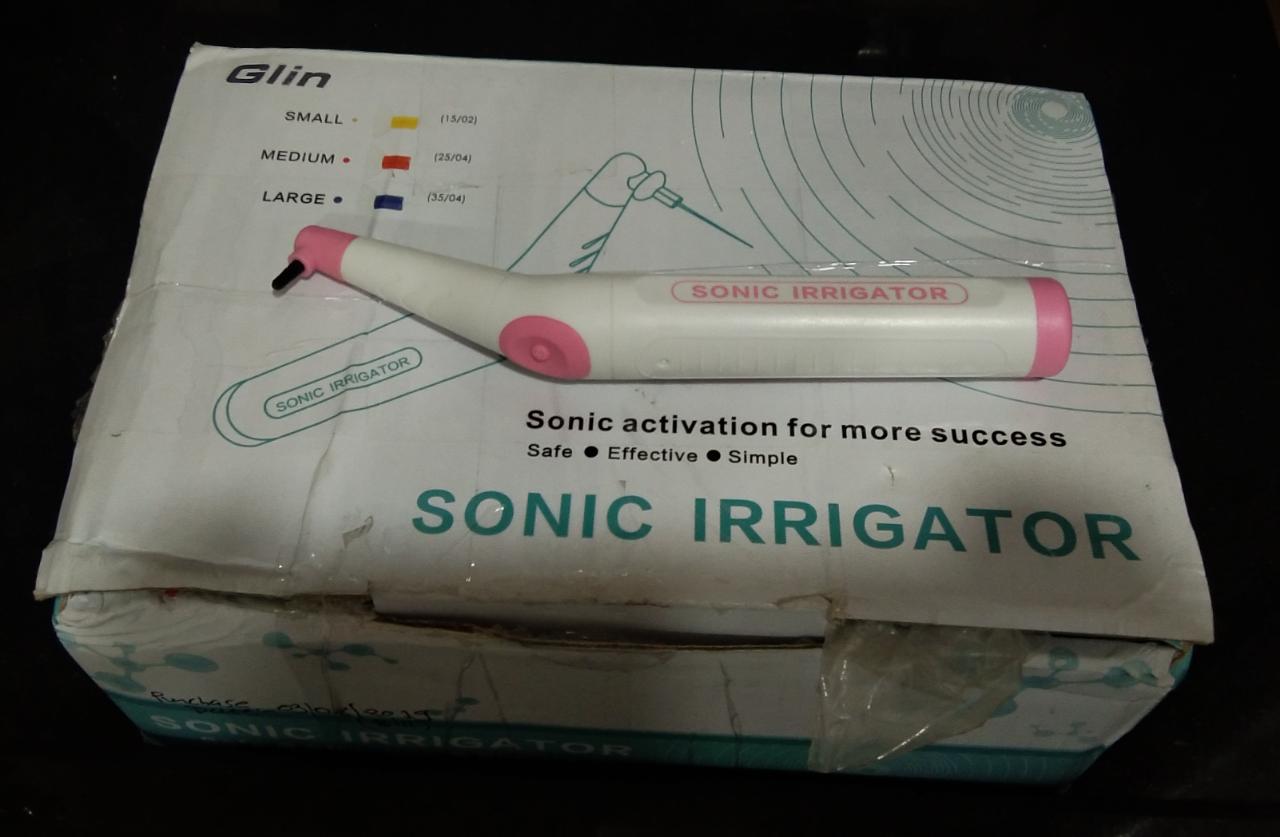 Glin
SMALL (15/02)
MEDIUM (25/04)
LARGE (35/04)
SONIC IRRIGATOR
SONIC IRRIGATOR
Sonic activation for more success
Safe ● Effective ● Simple
SONIC IRRIGATOR
Purchase
SONIC IRRIGATOR